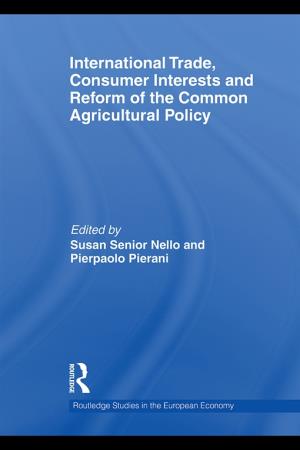 International Trade,
Consumer Interests and
Reform of the Common
Agricultural Policy
Edited by
Susan Senior Nello and
Pierpaolo Pierani
ROUTLEDGE
Routledge Studies in the European Economy